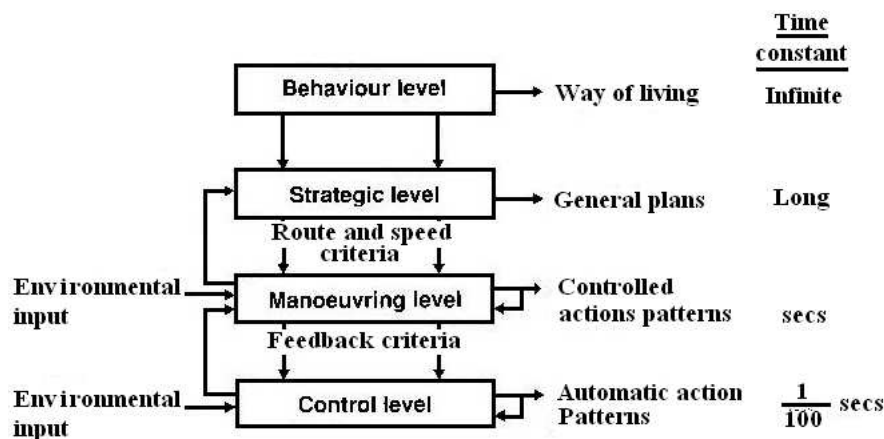 Time
constant
Behaviour level
Way of living
Infinite
Strategic level
General plans
Long
Route and speed
criteria
Environmental
input
Manoeuvring level
Controlled
actions patterns
secs
Feedback criteria
Environmental
input
Control level
Automatic action
Patterns
1
100 secs